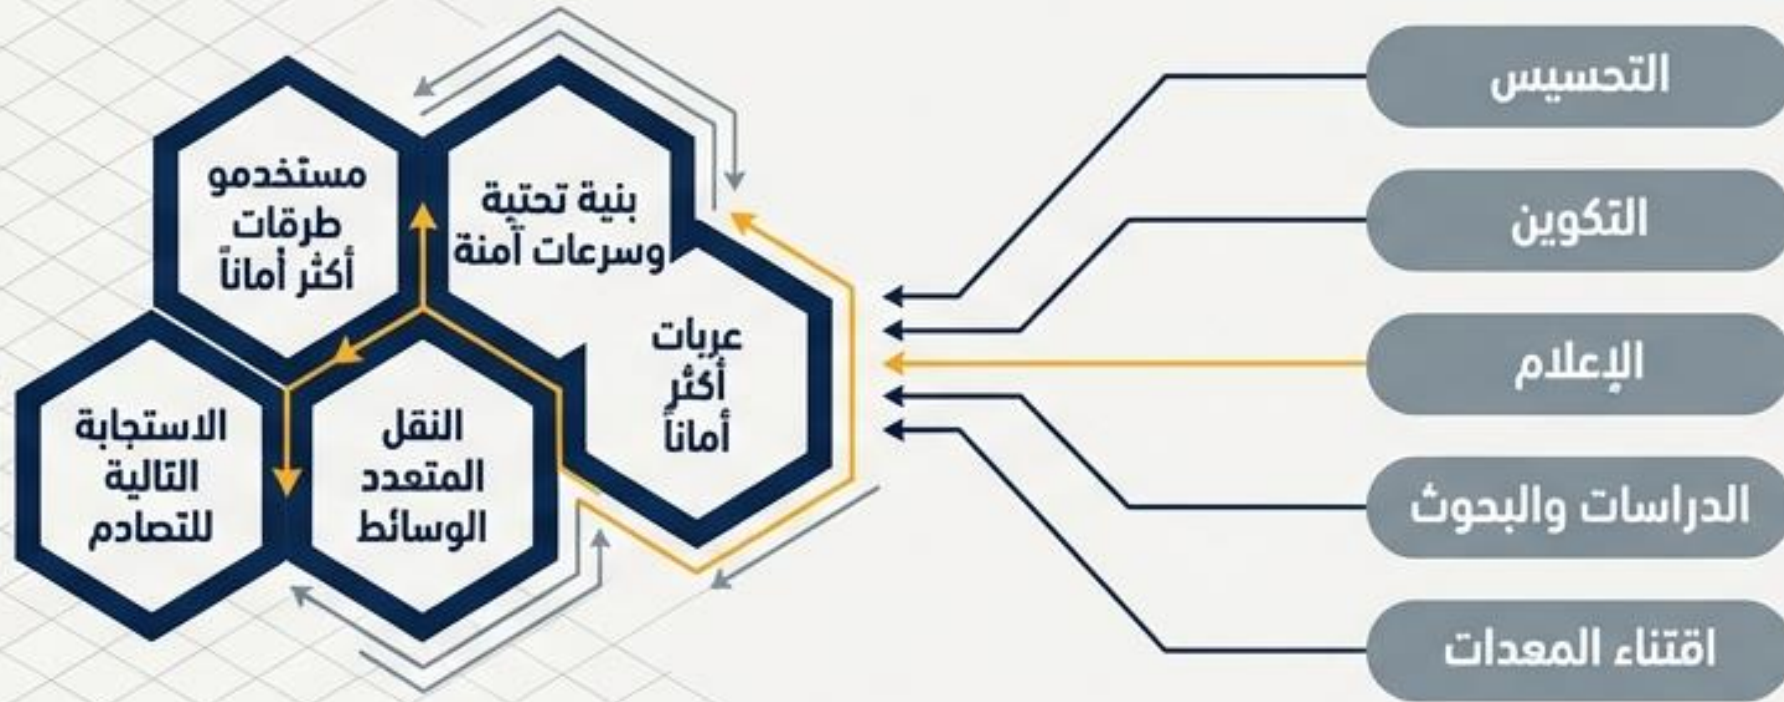 التحسيس
التكوين
الإعلام
الدراسات والبحوث
اقتناء المعدات
بنية تحتية
وسرعات آمنة
مستخدمو
طرقات
أكثر أماناً
عربات
أكثر
أماناً
النقل
المتعدد
الوسائط
الاستجابة
التالية
للتصادم